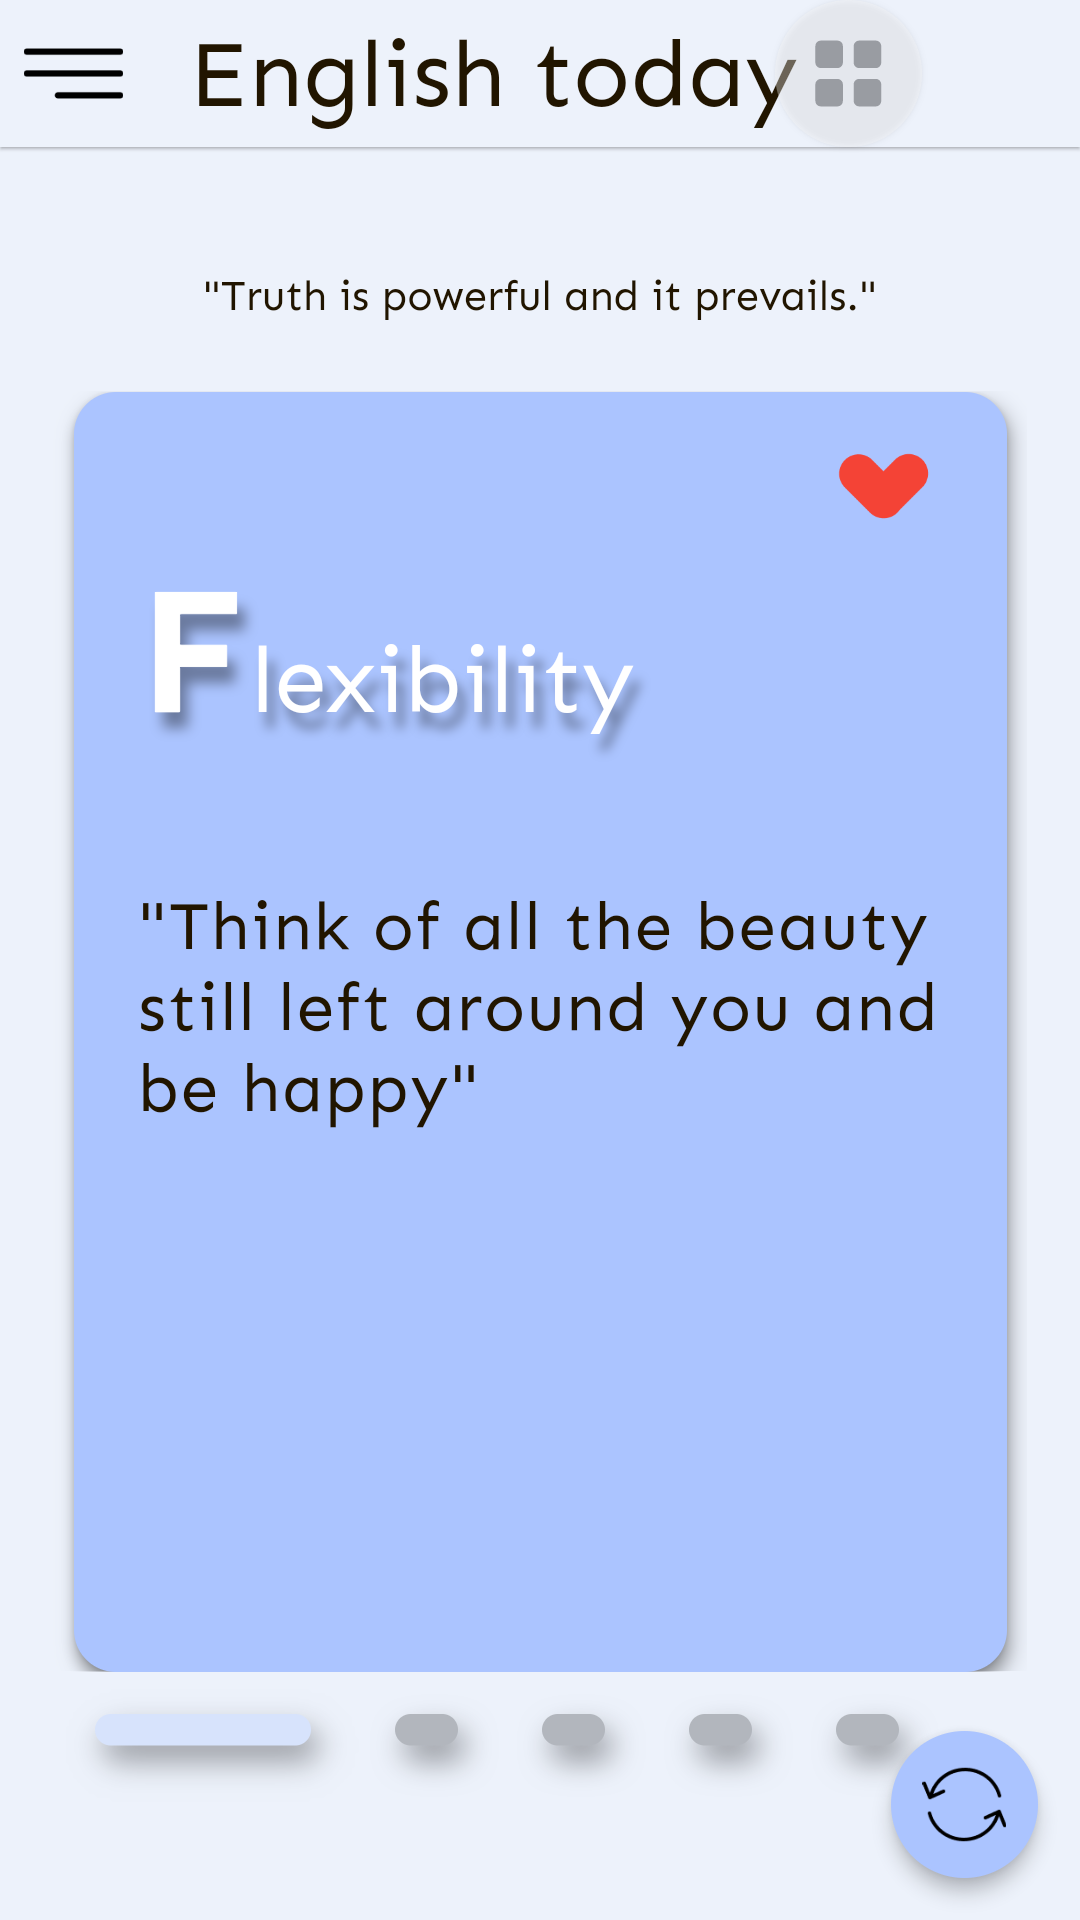 English today
"Truth is powerful and it prevails."
Flexibility
"Think of all the beauty
still left around you and
be happy"